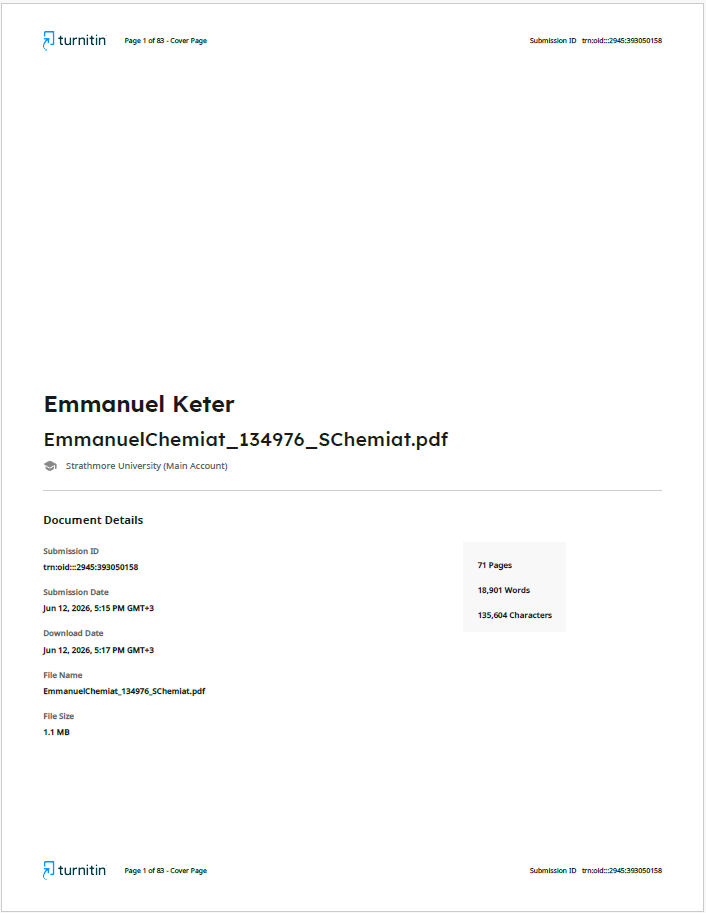 turnitin Page 1 of 83 - Cover Page Submission ID trn:oid:::2945:393050158
Emmanuel Keter
EmmanuelChemiat_134976_SChemiat.pdf
Strathmore University (Main Account)
Document Details
Submission ID
trn:oid:::2945:393050158
Submission Date
Jun 12, 2026, 5:15 PM GMT+3
Download Date
Jun 12, 2026, 5:17 PM GMT+3
File Name
EmmanuelChemiat_134976_SChemiat.pdf
File Size
1.1 MB
71 Pages
18,901 Words
135,604 Characters
turnitin Page 1 of 83 - Cover Page Submission ID trn:oid:::2945:393050158